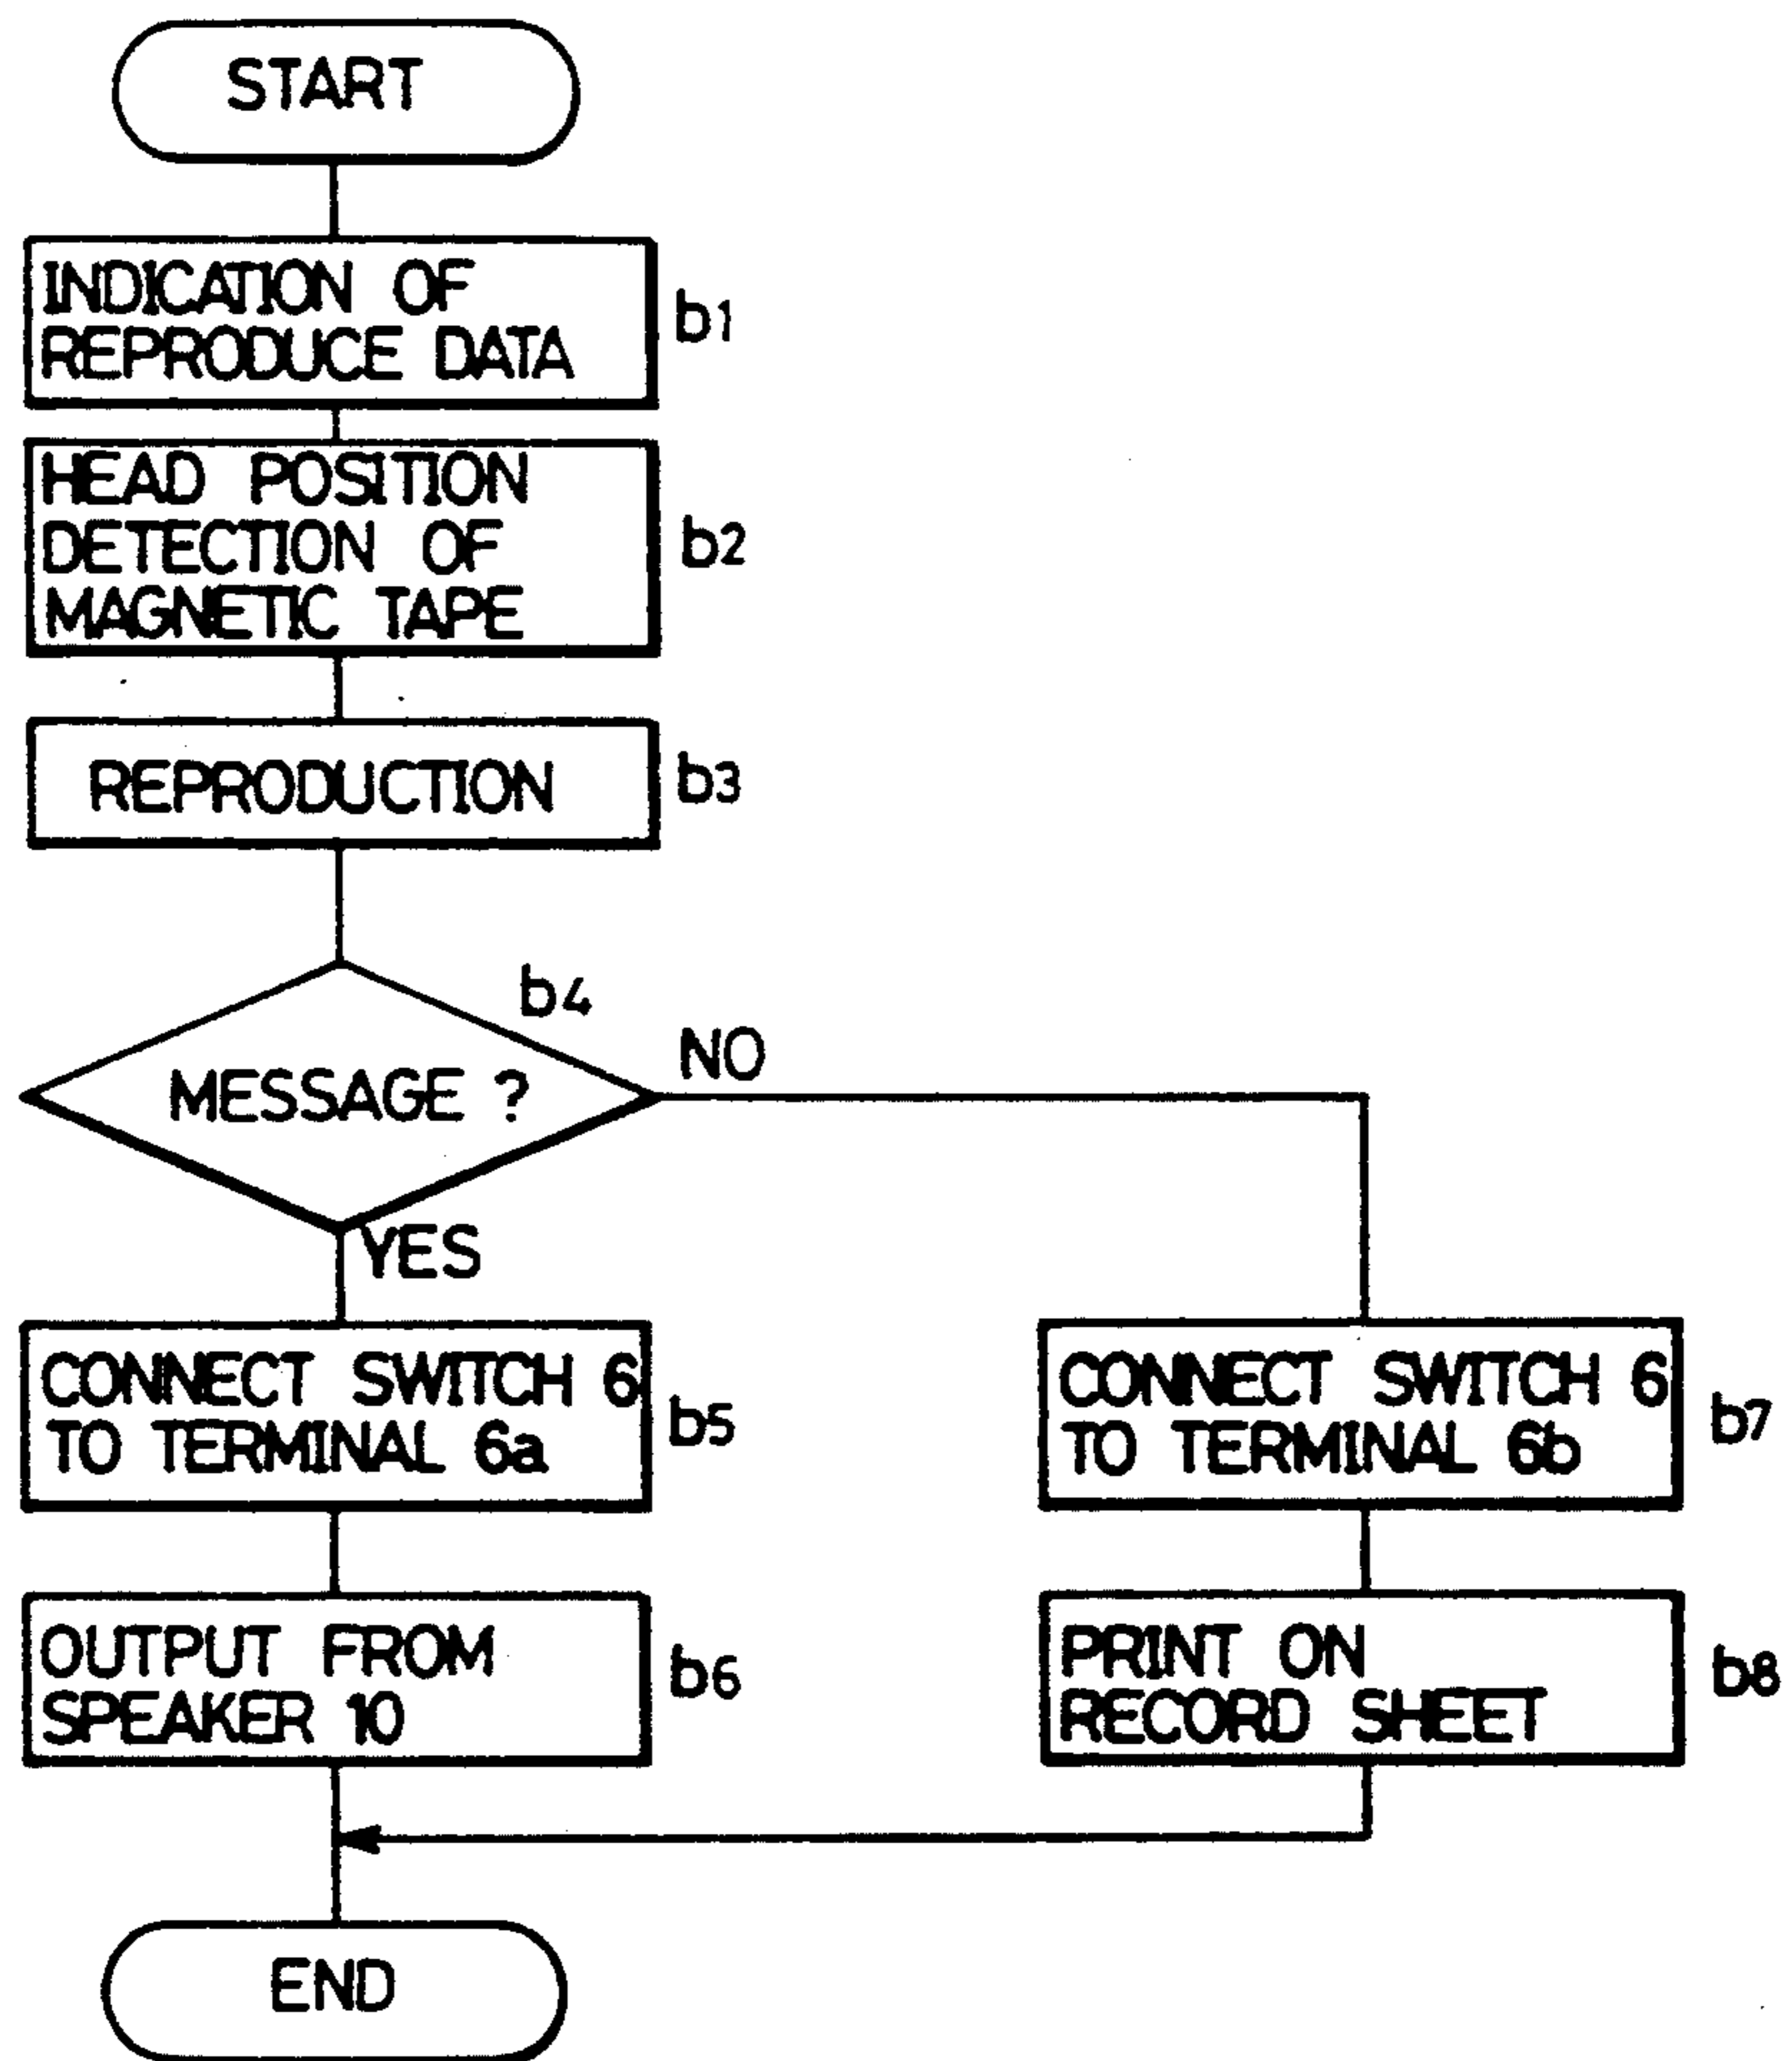 START
INDICATION OF
REPRODUCE DATA
b1
HEAD POSITION
DETECTION OF
MAGNETIC TAPE
b2
REPRODUCTION
b3
b4
MESSAGE ?
NO
YES
CONNECT SWITCH 6
TO TERMINAL 6a
b5
CONNECT SWITCH 6
TO TERMINAL 6b
b7
OUTPUT FROM
SPEAKER 10
b6
PRINT ON
RECORD SHEET
b8
END